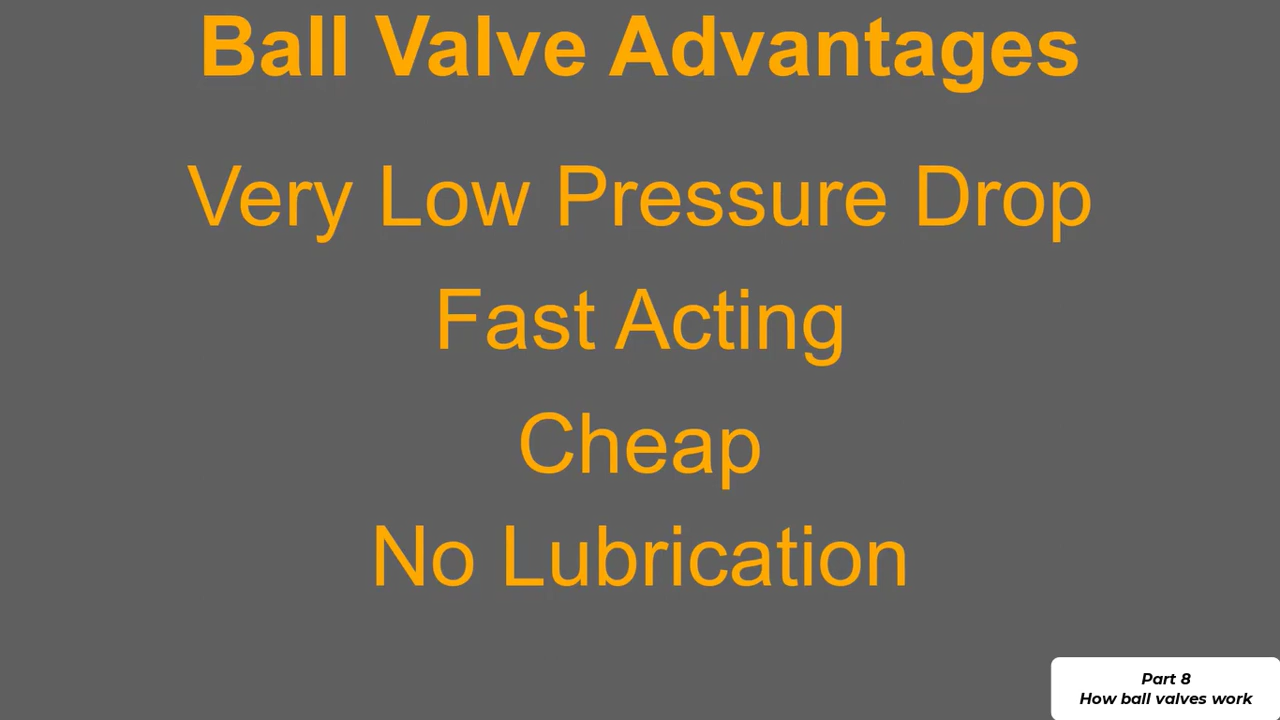 Ball Valve Advantages
Very Low Pressure Drop
Fast Acting
Cheap
No Lubrication
Part 8
How ball valves work